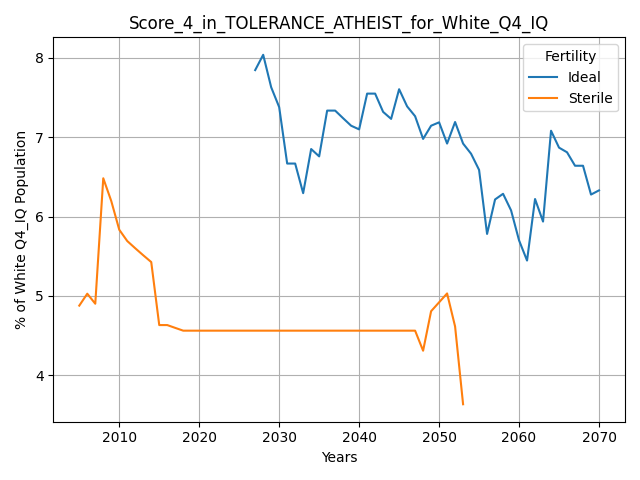 Score_4_in_TOLERANCE_ATHEIST_for_White_Q4_IQ
Fertility
Ideal
Sterile
% of White Q4_IQ Population
8
7
6
5
4
2010 2020 2030 2040 2050 2060 2070
Years